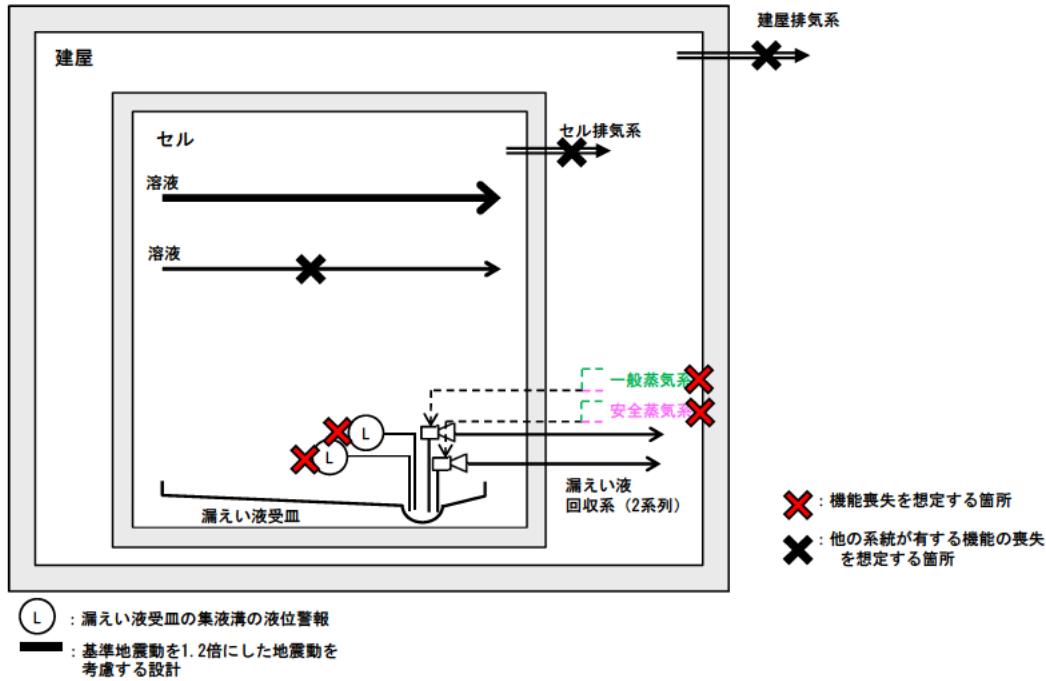 建屋排気系
建屋
セル
セル排気系
溶液
溶液
一般蒸気系
安全蒸気系
L
L
漏えい液
回収系（2系列）
漏えい液受皿
：機能喪失を想定する箇所
：他の系統が有する機能の喪失
を想定する箇所
L
：漏えい液受皿の集液溝の液位警報
：基準地震動を1.2倍にした地震動を
考慮する設計